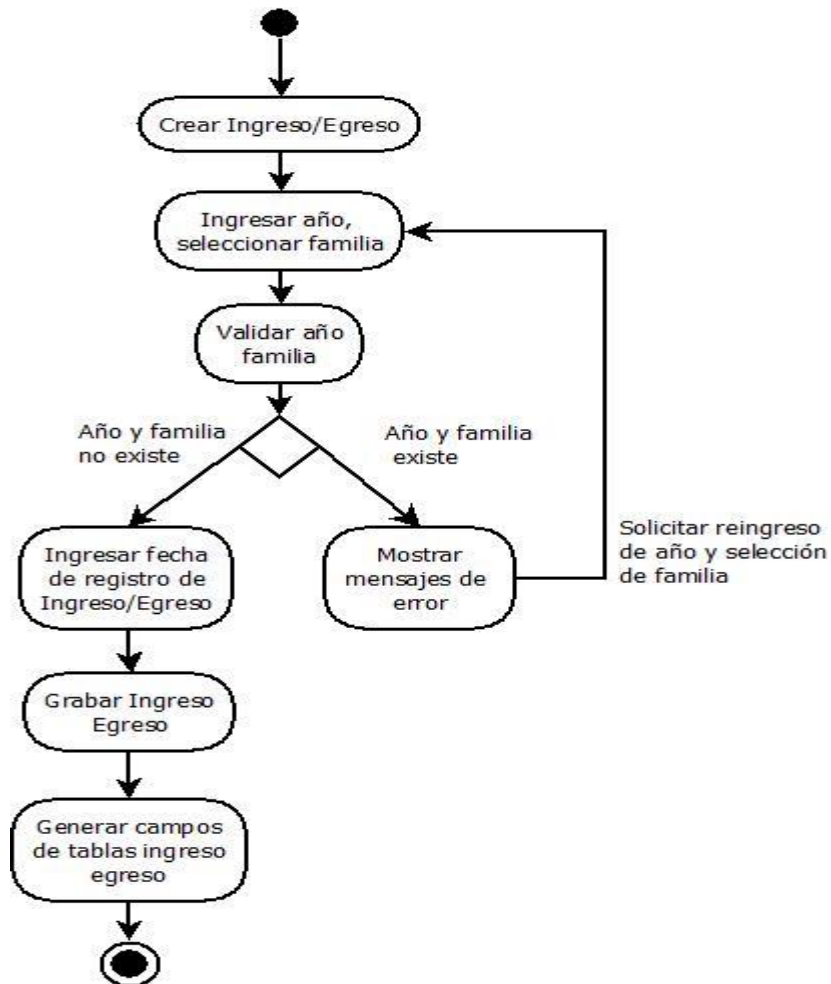 Crear Ingreso/Egreso
Ingresar año,
seleccionar familia
Validar año
familia
Año y familia
no existe
Año y familia
existe
Ingresar fecha
de registro de
Ingreso/Egreso
Mostrar
mensajes de
error
Solicitar reingreso
de año y selección
de familia
Grabar Ingreso
Egreso
Generar campos
de tablas ingreso
egreso